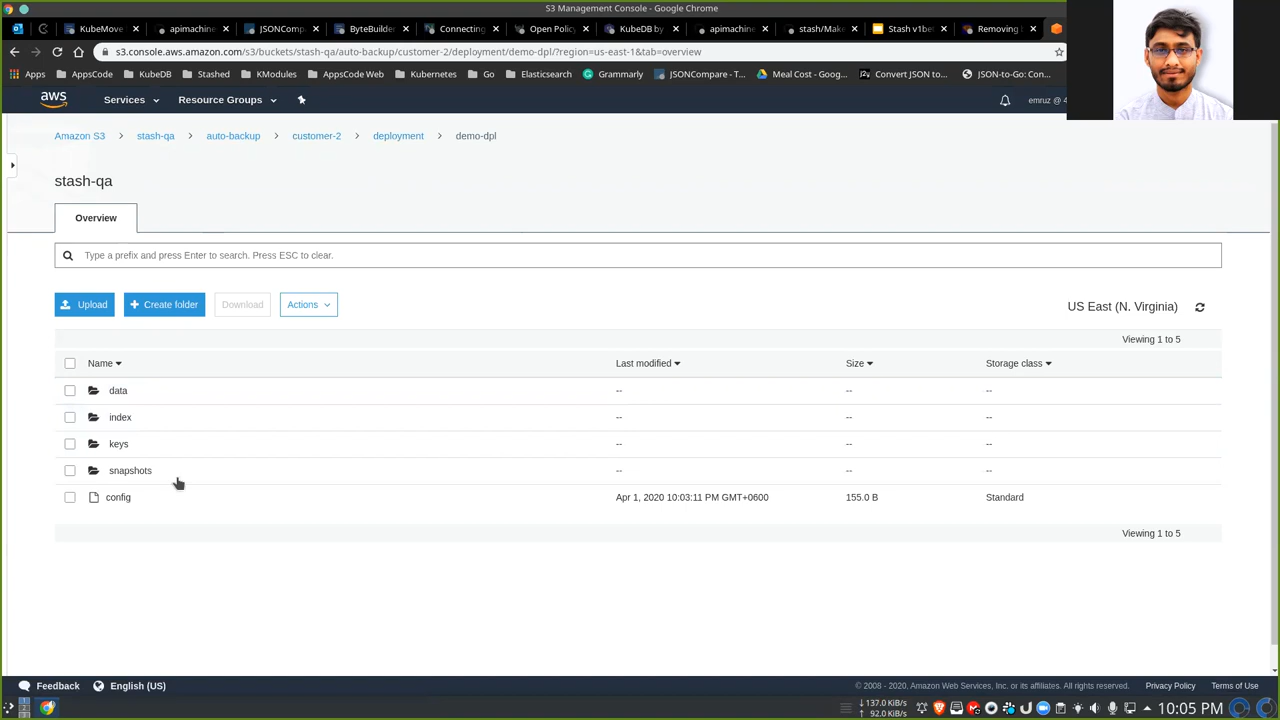 S3 Management Console - Google Chrome
KubeMove
apimachine
JSONCompa
ByteBuilder
Connecting
Open Policy
KubeDB by
apimachine
stash/Make
Stash v1bet
Removing
s3.console.aws.amazon.com/s3/buckets/stash-qa/auto-backup/customer-2/deployment/demo-dpl/?region=us-east-1&tab=overview
Apps
AppsCode
KubeDB
Stashed
KModules
AppsCode Web
Kubernetes
Go
Elasticsearch
Grammarly
JSONCompare - T...
Meal Cost - Goog...
Convert JSON to...
JSON-to-Go: Con...
aws
Services
Resource Groups
emruz @ 4
Amazon S3
stash-qa
auto-backup
customer-2
deployment
demo-dpl
stash-qa
Overview
Type a prefix and press Enter to search. Press ESC to clear.
Upload
Create folder
Download
Actions
US East (N. Virginia)
Viewing 1 to 5
Name
Last modified
Size
Storage class
data -- -- --
index -- -- --
keys -- -- --
snapshots -- -- --
config Apr 1, 2020 10:03:11 PM GMT+0600 155.0 B Standard
Viewing 1 to 5
Feedback
English (US)
© 2008 - 2020, Amazon Web Services, Inc. or its affiliates. All rights reserved.
Privacy Policy
Terms of Use
↓137.0 KiB/s
↑ 92.0 KiB/s
10:05 PM